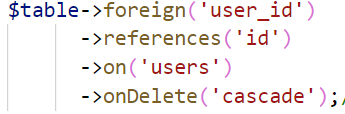 $table->foreign('user_id')
->references('id')
->on('users')
->onDelete('cascade');/